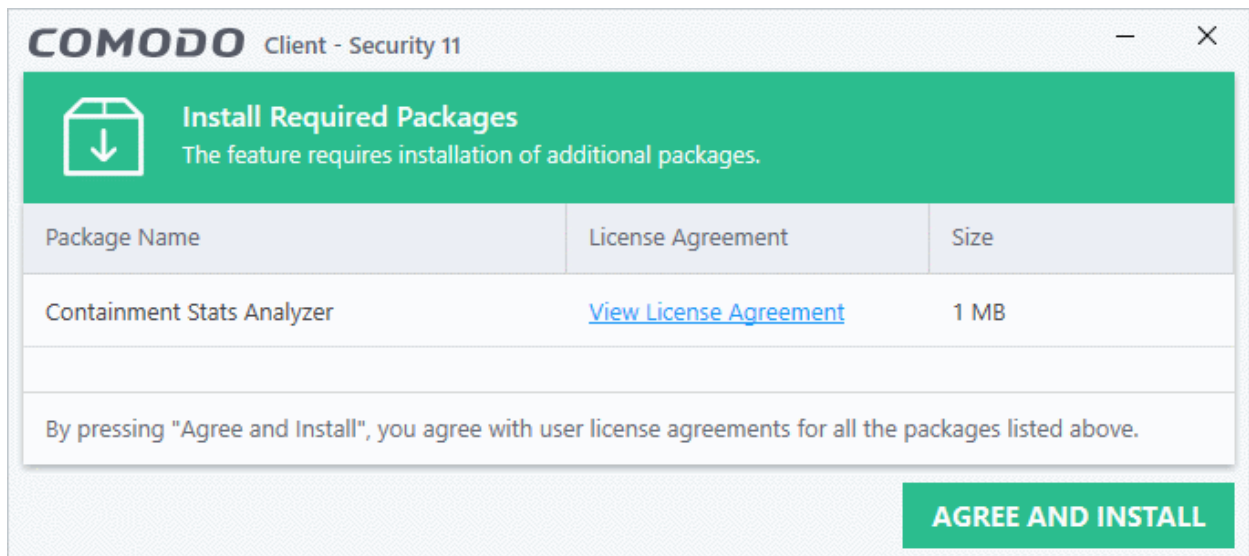 COMODO Client - Security 11
Install Required Packages
The feature requires installation of additional packages.
Package Name License Agreement Size
Containment Stats Analyzer View License Agreement 1 MB
By pressing "Agree and Install", you agree with user license agreements for all the packages listed above.
AGREE AND INSTALL